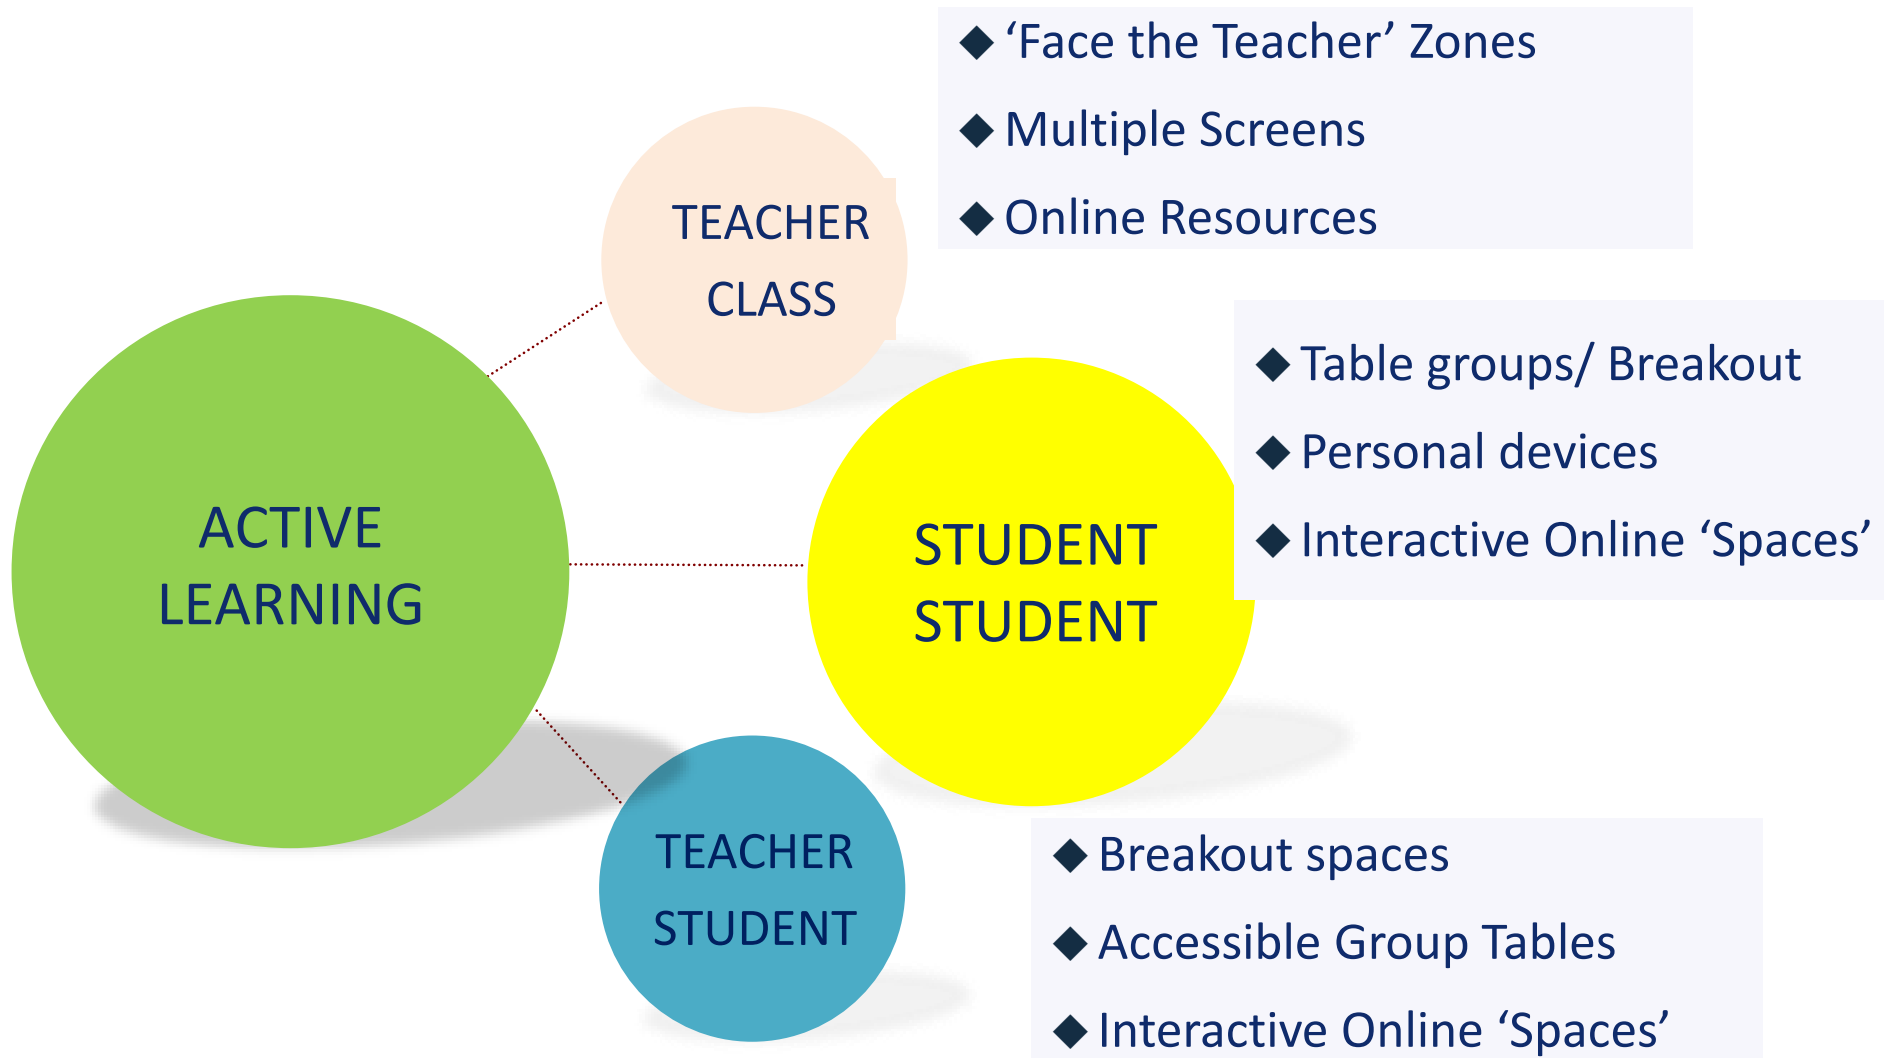 ‘Face the Teacher’ Zones
Multiple Screens
Online Resources
TEACHER
CLASS
Table groups/ Breakout
Personal devices
Interactive Online ‘Spaces’
ACTIVE
LEARNING
STUDENT
STUDENT
TEACHER
STUDENT
Breakout spaces
Accessible Group Tables
Interactive Online ‘Spaces’